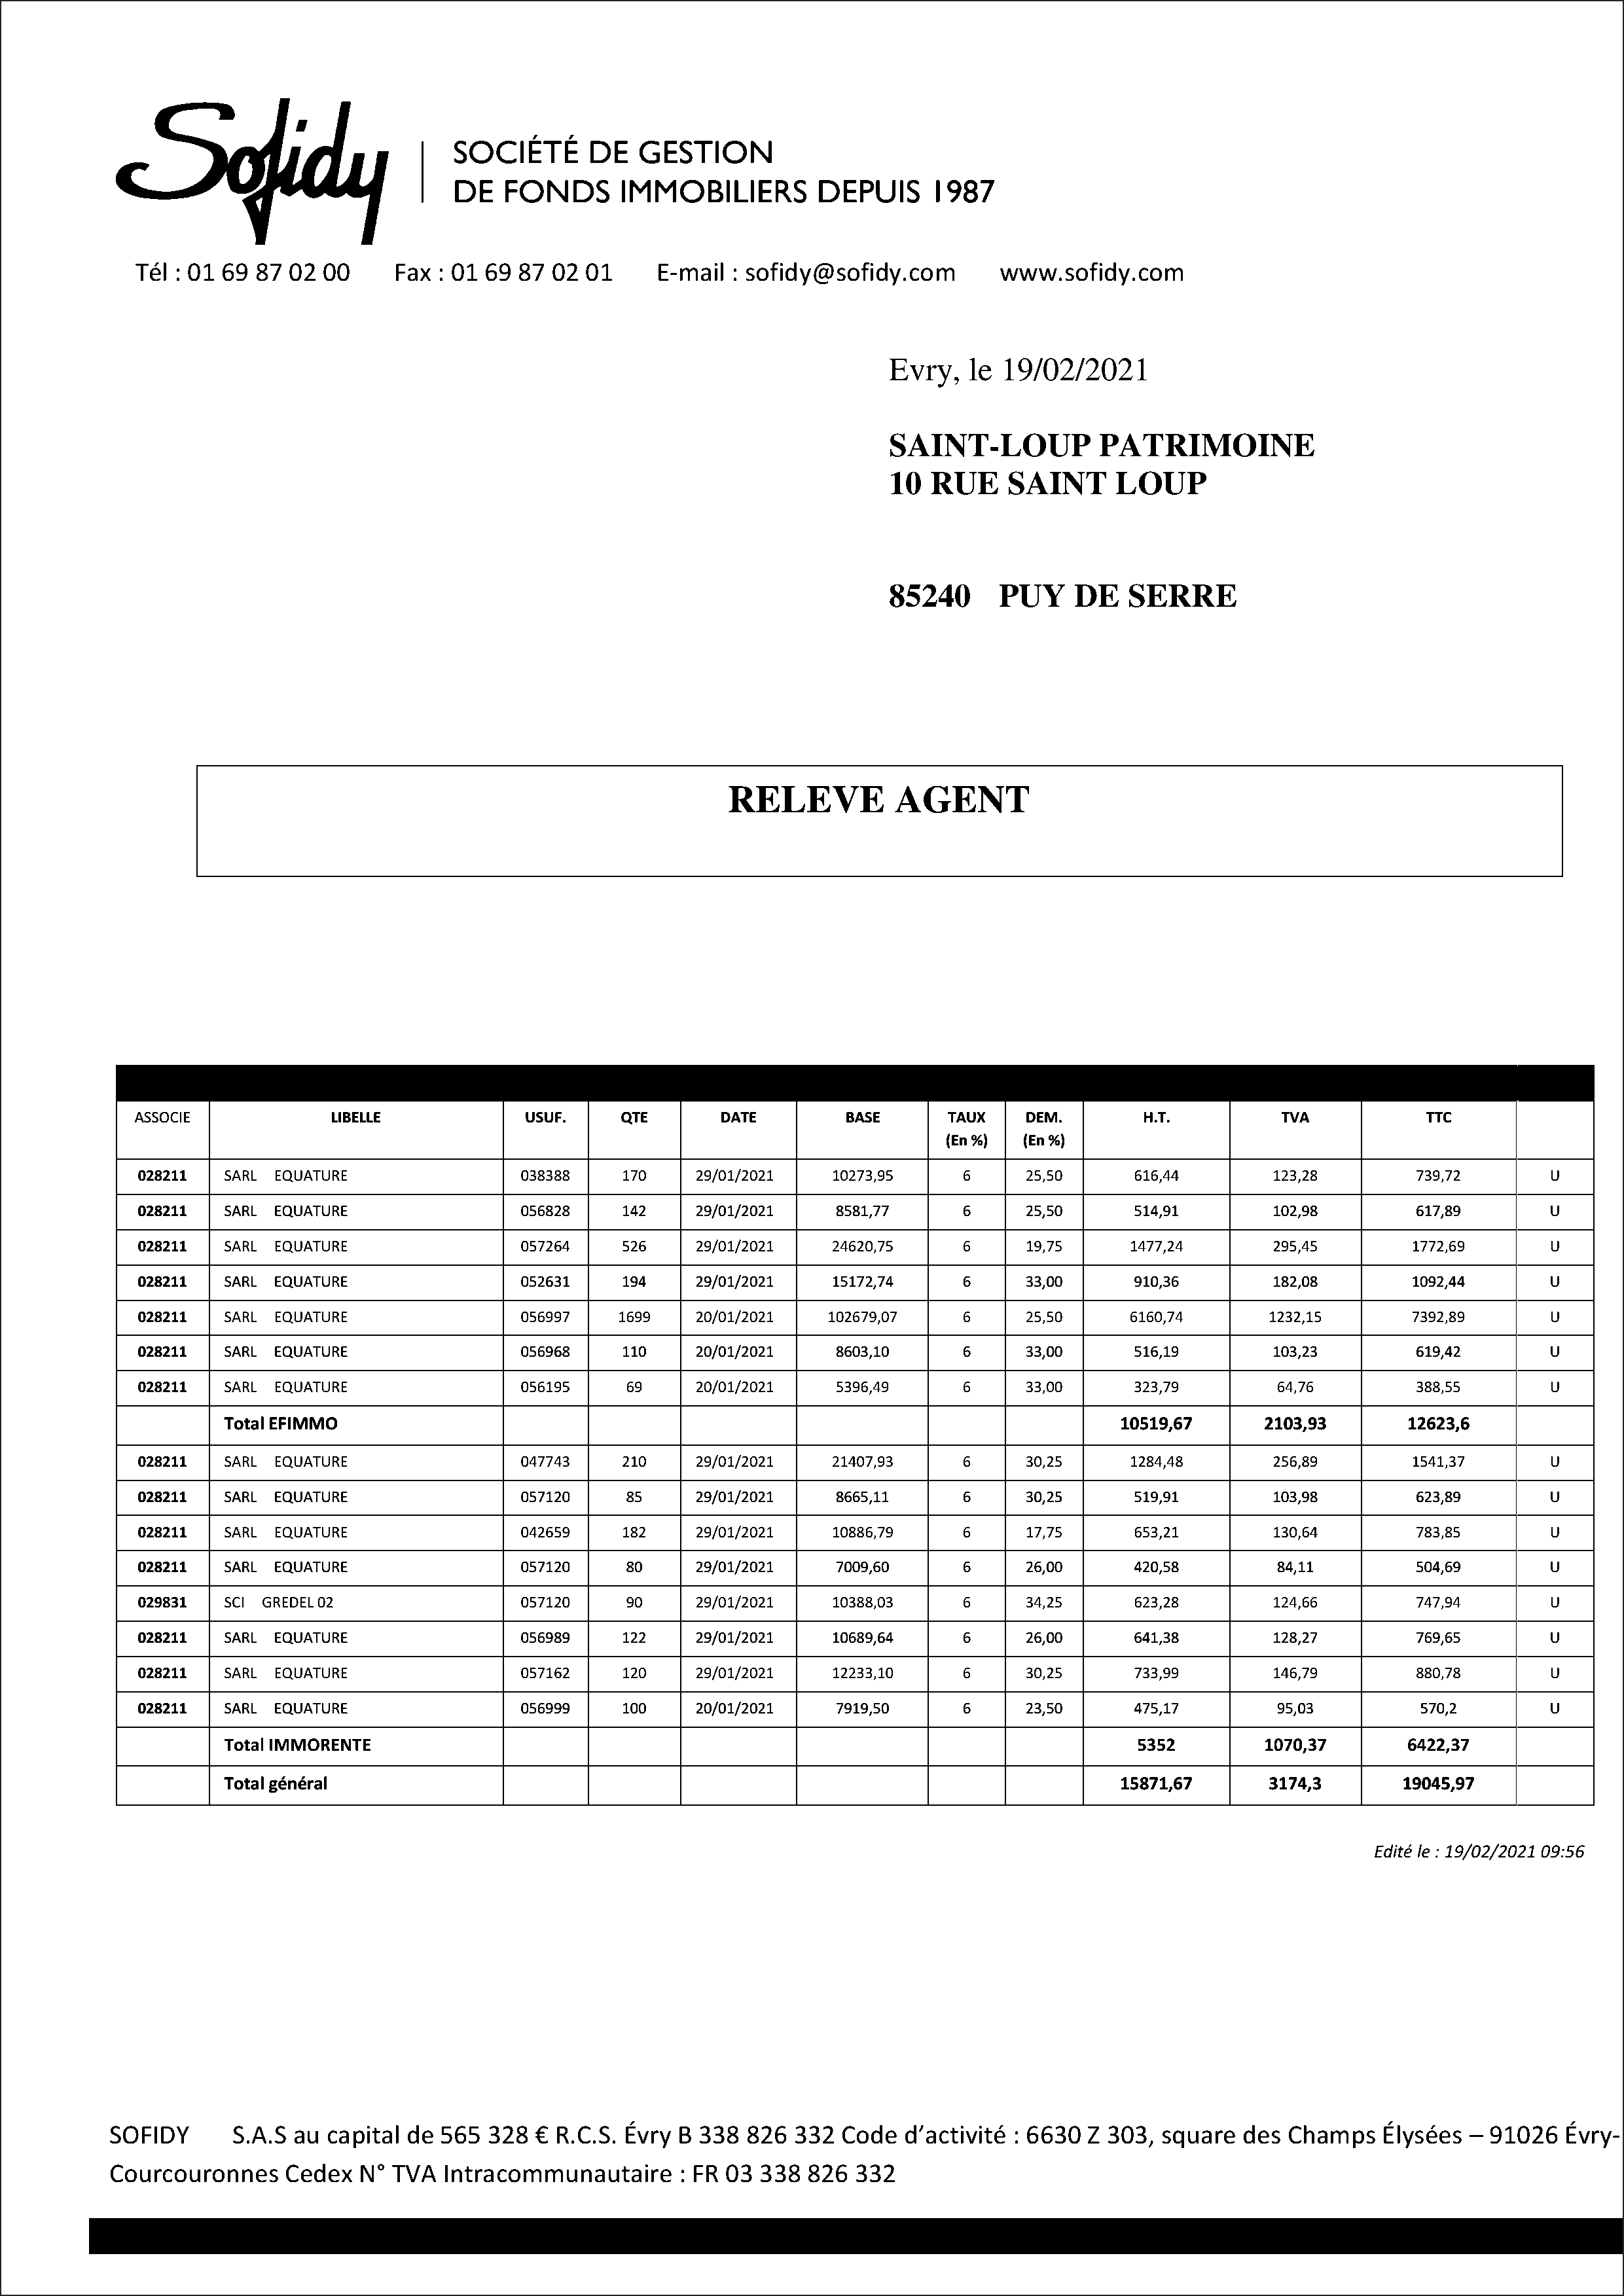 Sofidy
SOCIÉTÉ DE GESTION
DE FONDS IMMOBILIERS DEPUIS 1987
Tél : 01 69 87 02 00 Fax : 01 69 87 02 01 E-mail : sofidy@sofidy.com www.sofidy.com
Evry, le 19/02/2021
SAINT-LOUP PATRIMOINE
10 RUE SAINT LOUP
85240 PUY DE SERRE
RELEVE AGENT
ASSOCIE LIBELLE USUF. QTE DATE BASE TAUX (En %) DEM. (En %) H.T. TVA TTC
028211 SARL EQUATURE 038388 170 29/01/2021 10273,95 6 25,50 616,44 123,28 739,72 U
028211 SARL EQUATURE 056828 142 29/01/2021 8581,77 6 25,50 514,91 102,98 617,89 U
028211 SARL EQUATURE 057264 526 29/01/2021 24620,75 6 19,75 1477,24 295,45 1772,69 U
028211 SARL EQUATURE 052631 194 29/01/2021 15172,74 6 33,00 910,36 182,08 1092,44 U
028211 SARL EQUATURE 056997 1699 20/01/2021 102679,07 6 25,50 6160,74 1232,15 7392,89 U
028211 SARL EQUATURE 056968 110 20/01/2021 8603,10 6 33,00 516,19 103,23 619,42 U
028211 SARL EQUATURE 056195 69 20/01/2021 5396,49 6 33,00 323,79 64,76 388,55 U
Total EFIMMO 10519,67 2103,93 12623,6
028211 SARL EQUATURE 047743 210 29/01/2021 21407,93 6 30,25 1284,48 256,89 1541,37 U
028211 SARL EQUATURE 057120 85 29/01/2021 8665,11 6 30,25 519,91 103,98 623,89 U
028211 SARL EQUATURE 042659 182 29/01/2021 10886,79 6 17,75 653,21 130,64 783,85 U
028211 SARL EQUATURE 057120 80 29/01/2021 7009,60 6 26,00 420,58 84,11 504,69 U
029831 SCI GREDEL 02 057120 90 29/01/2021 10388,03 6 34,25 623,28 124,66 747,94 U
028211 SARL EQUATURE 056989 122 29/01/2021 10689,64 6 26,00 641,38 128,27 769,65 U
028211 SARL EQUATURE 057162 120 29/01/2021 12233,10 6 30,25 733,99 146,79 880,78 U
028211 SARL EQUATURE 056999 100 20/01/2021 7919,50 6 23,50 475,17 95,03 570,2 U
Total IMMORENTE 5352 1070,37 6422,37
Total général 15871,67 3174,3 19045,97
Edité le : 19/02/2021 09:56
SOFIDY S.A.S au capital de 565 328 € R.C.S. Évry B 338 826 332 Code d’activité : 6630 Z 303, square des Champs Élysées – 91026 Évry-
Courcouronnes Cedex N° TVA Intracommunautaire : FR 03 338 826 332